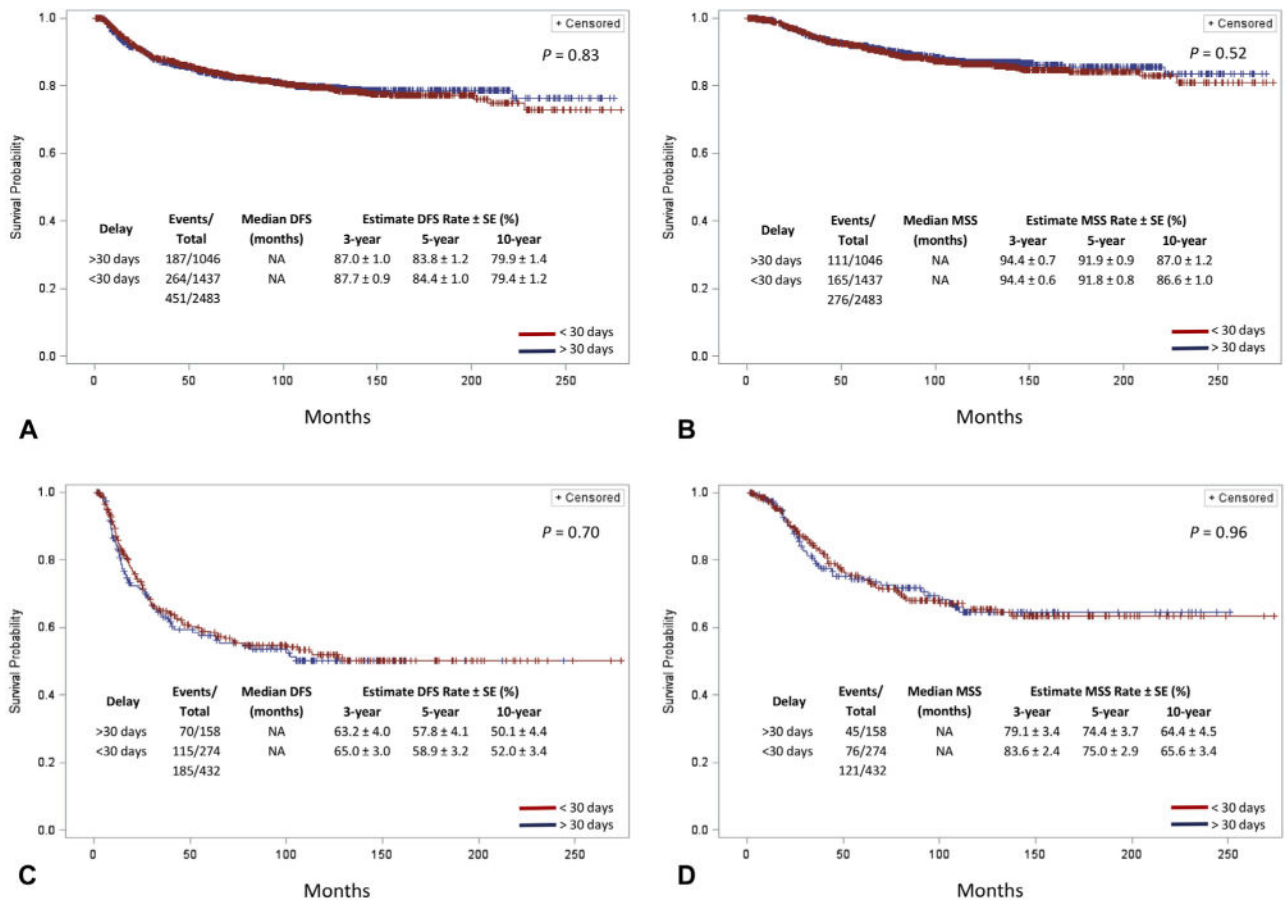 + Censored
P = 0.83
1.0
0.8
0.6
0.4
0.2
0.0
Survival Probability
Events/ Median DFS Estimate DFS Rate ± SE (%)
Delay Total (months) 3-year 5-year 10-year
>30 days 187/1046 NA 87.0 ± 1.0 83.8 ± 1.2 79.9 ± 1.4
<30 days 264/1437 NA 87.7 ± 0.9 84.4 ± 1.0 79.4 ± 1.2
451/2483
< 30 days
> 30 days
0 50 100 150 200 250
Months
A
+ Censored
P = 0.52
1.0
0.8
0.6
0.4
0.2
0.0
Survival Probability
Events/ Median MSS Estimate MSS Rate ± SE (%)
Delay Total (months) 3-year 5-year 10-year
>30 days 111/1046 NA 94.4 ± 0.7 91.9 ± 0.9 87.0 ± 1.2
<30 days 165/1437 NA 94.4 ± 0.6 91.8 ± 0.8 86.6 ± 1.0
276/2483
< 30 days
> 30 days
0 50 100 150 200 250
Months
B
+ Censored
P = 0.70
1.0
0.8
0.6
0.4
0.2
0.0
Survival Probability
Events/ Median DFS Estimate DFS Rate ± SE (%)
Delay Total (months) 3-year 5-year 10-year
>30 days 70/158 NA 63.2 ± 4.0 57.8 ± 4.1 50.1 ± 4.4
<30 days 115/274 NA 65.0 ± 3.0 58.9 ± 3.2 52.0 ± 3.4
185/432
< 30 days
> 30 days
0 50 100 150 200 250
Months
C
+ Censored
P = 0.96
1.0
0.8
0.6
0.4
0.2
0.0
Survival Probability
Events/ Median MSS Estimate MSS Rate ± SE (%)
Delay Total (months) 3-year 5-year 10-year
>30 days 45/158 NA 79.1 ± 3.4 74.4 ± 3.7 64.4 ± 4.5
<30 days 76/274 NA 83.6 ± 2.4 75.0 ± 2.9 65.6 ± 3.4
121/432
< 30 days
> 30 days
0 50 100 150 200 250
Months
D